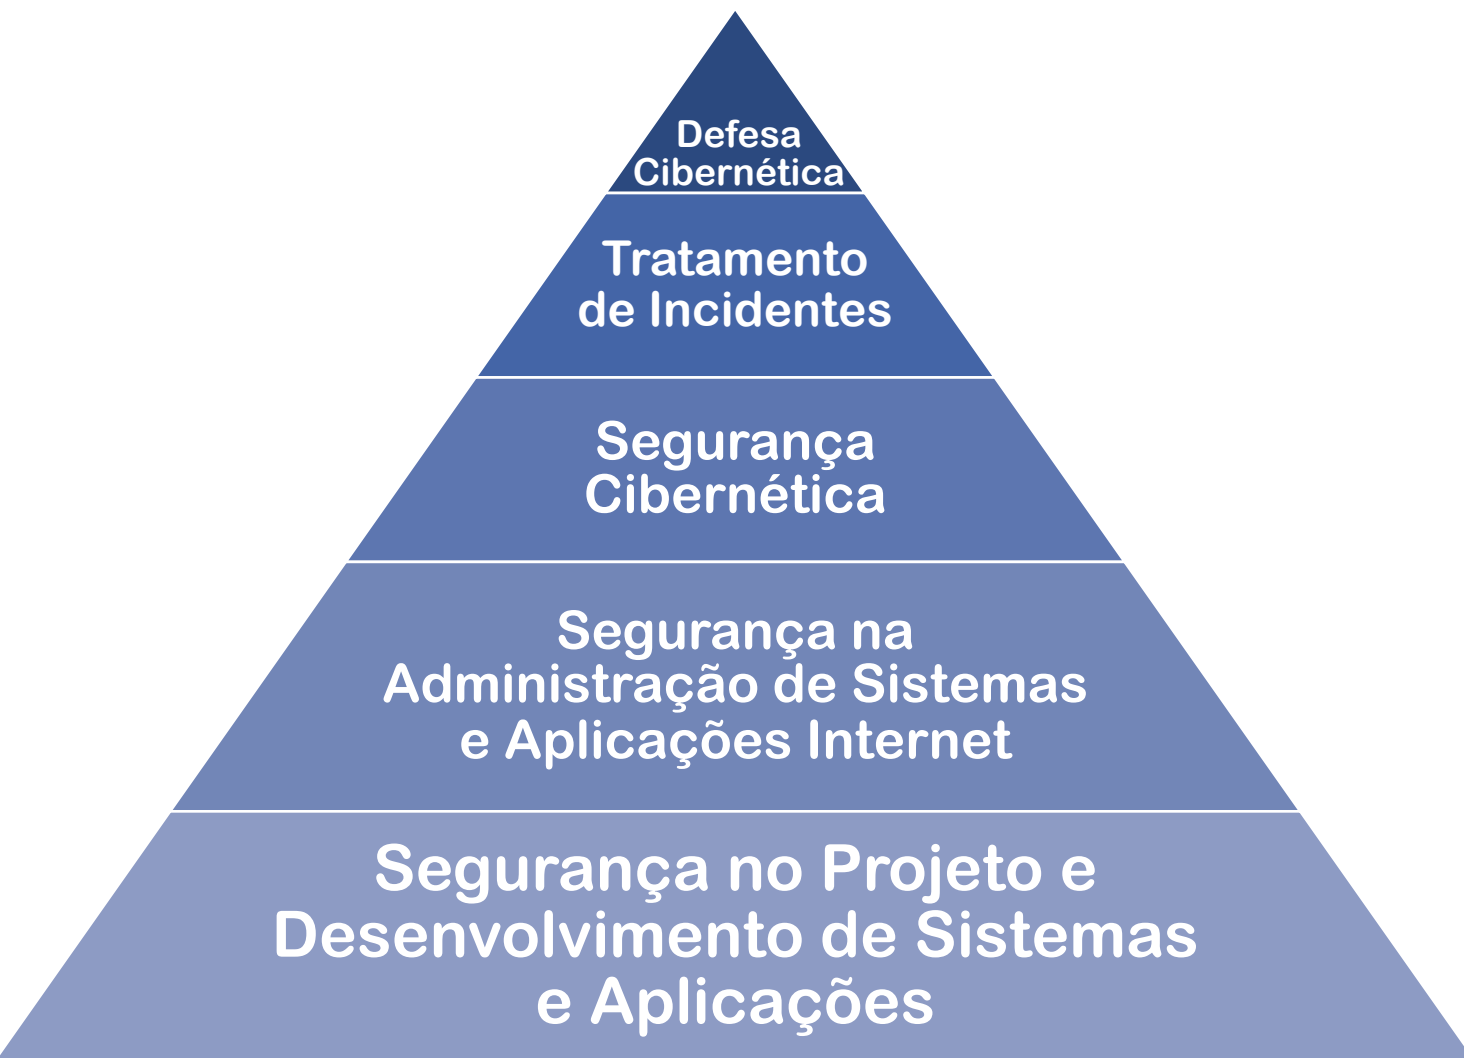 Defesa
Cibernética
Tratamento
de Incidentes
Segurança
Cibernética
Segurança na
Administração de Sistemas
e Aplicações Internet
Segurança no Projeto e
Desenvolvimento de Sistemas
e Aplicações